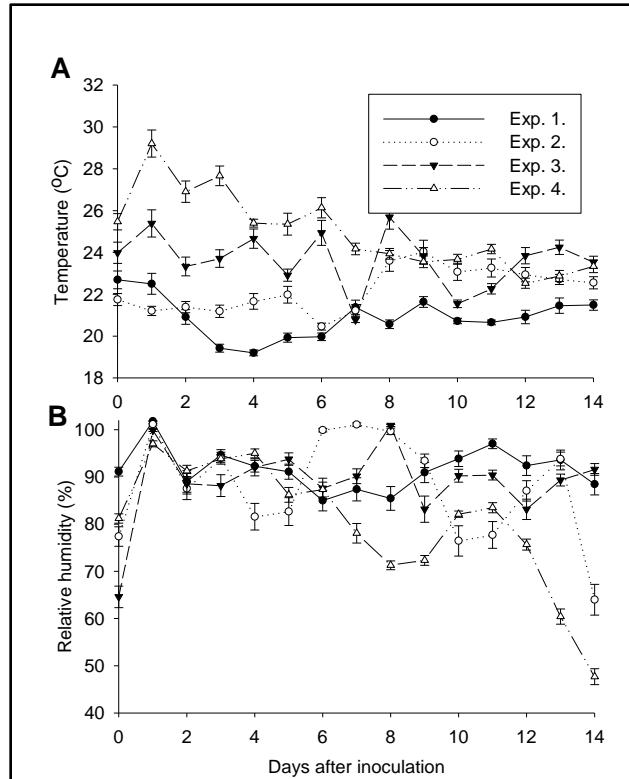 A
32
30
28
26
24
22
20
18
Temperature (°C)
Exp. 1.
Exp. 2.
Exp. 3.
Exp. 4.
0 2 4 6 8 10 12 14
B
100
90
80
70
60
50
40
Relative humidity (%)
0 2 4 6 8 10 12 14
Days after inoculation